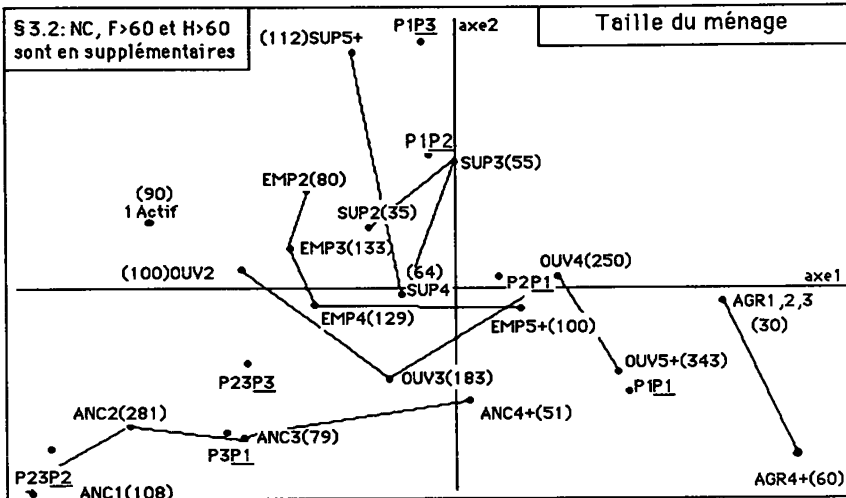 § 3.2: NC, F>60 et H>60
sont en supplémentaires
Taille du ménage
axe2
P1P3
(112)SUP5+
P1P2
SUP3(55)
EMP2(80)
(90)
1 Actif
SUP2(35)
EMP3(133)
(100)OUV2
(64)
SUP4
P2P1
OUV4(250)
axe1
EMP4(129)
EMP5+(100)
AGR1,2,3
(30)
P23P3
OUV3(183)
OUV5+(343)
P1P1
ANC2(281)
ANC3(79)
ANC4+(51)
P3P1
P23P2
ANC1(108)
AGR4+(60)